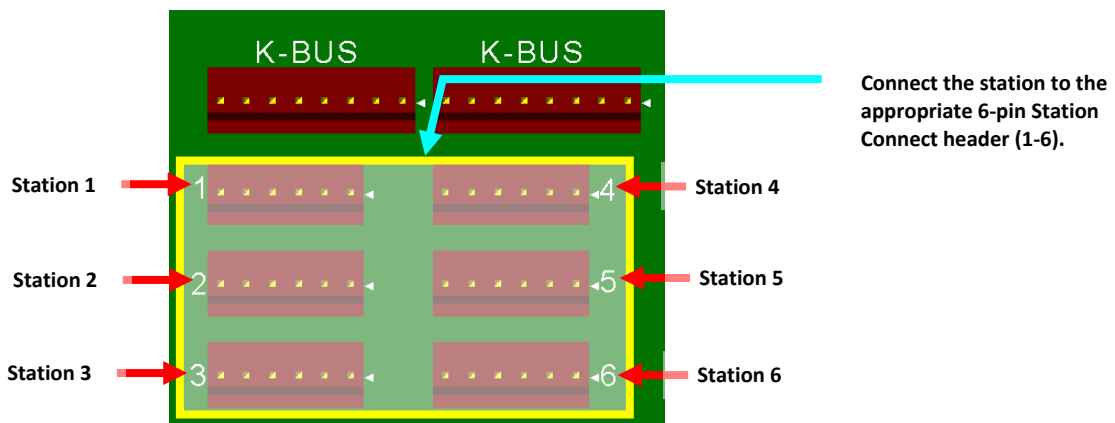 K-BUS K-BUS
Connect the station to the
appropriate 6-pin Station
Connect header (1-6).
Station 1 1 4 Station 4
Station 2 2 5 Station 5
Station 3 3 6 Station 6